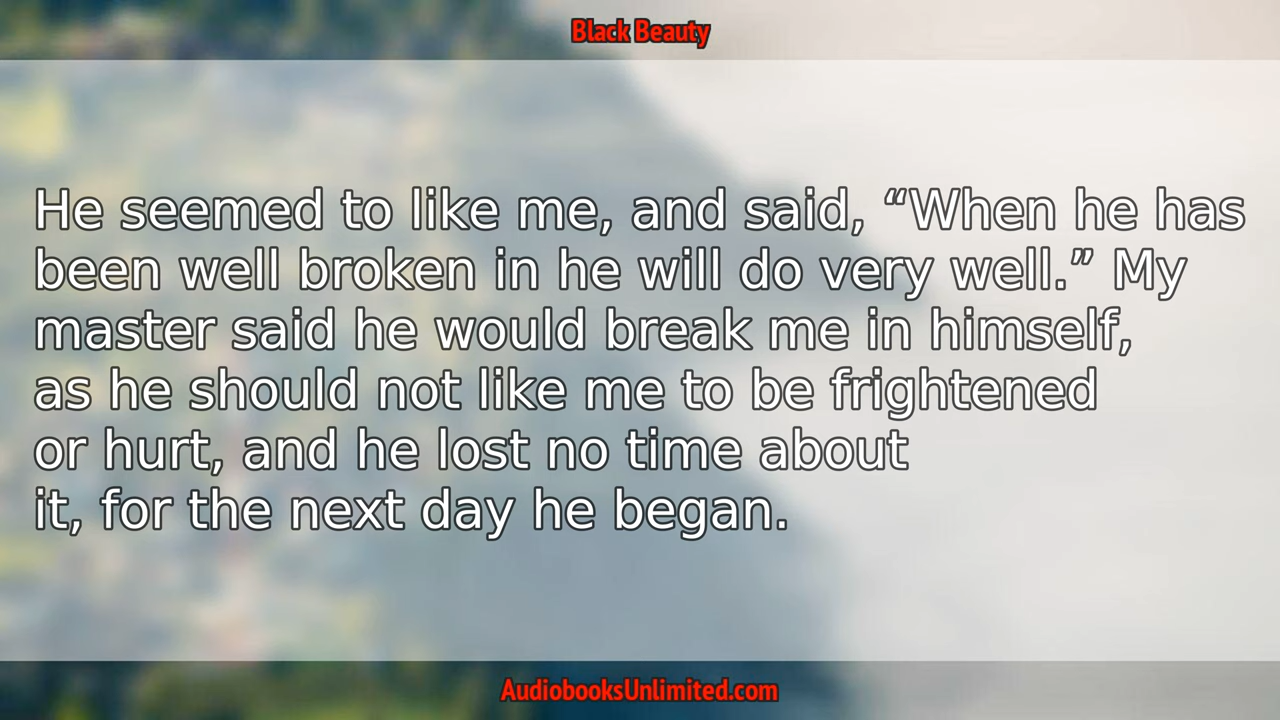 Black Beauty
He seemed to like me, and said, “When he has
been well broken in he will do very well.” My
master said he would break me in himself,
as he should not like me to be frightened
or hurt, and he lost no time about
it, for the next day he began.
AudiobooksUnlimited.com